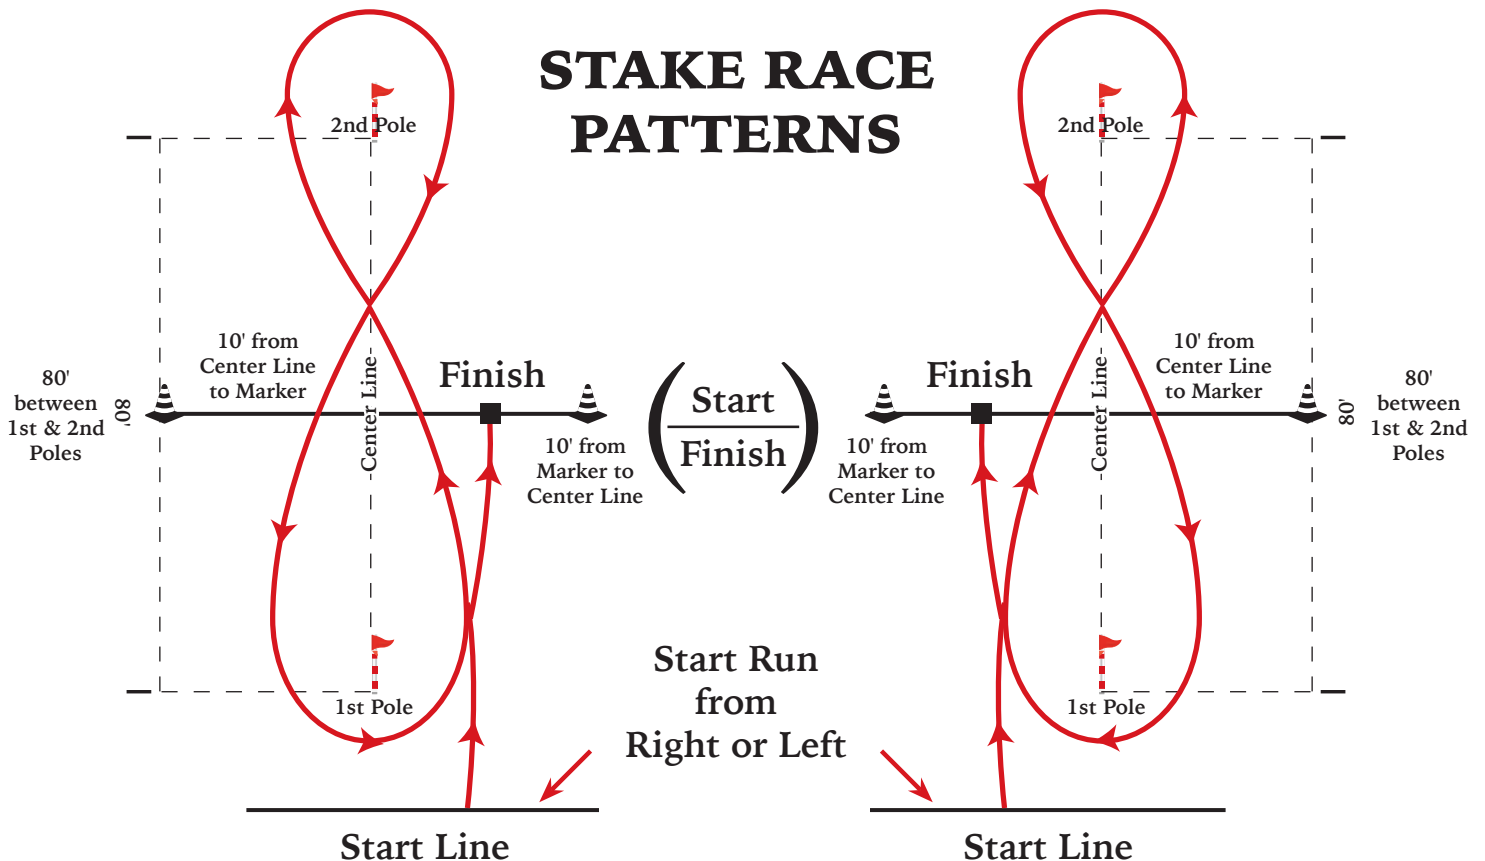 STAKE RACE
PATTERNS
2nd Pole
2nd Pole
10' from
Center Line
to Marker
80'
between
1st & 2nd
Poles
80'
Center Line
Finish
10' from
Marker to
Center Line
Start
Finish
Finish
10' from
Marker to
Center Line
Center Line
10' from
Center Line
to Marker
80'
80'
between
1st & 2nd
Poles
1st Pole
Start Run
from
Right or Left
1st Pole
Start Line
Start Line